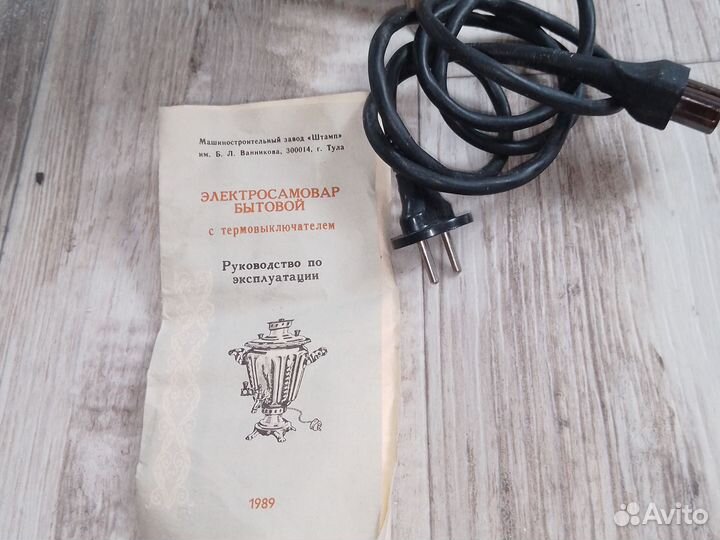 Машиностроительный завод «Штамп»
им. Б. Л. Ванникова, 300014, г. Тула
ЭЛЕКТРОСАМОВАР
БЫТОВОЙ
с термовыключателем
Руководство по
эксплуатации
1989
Avito